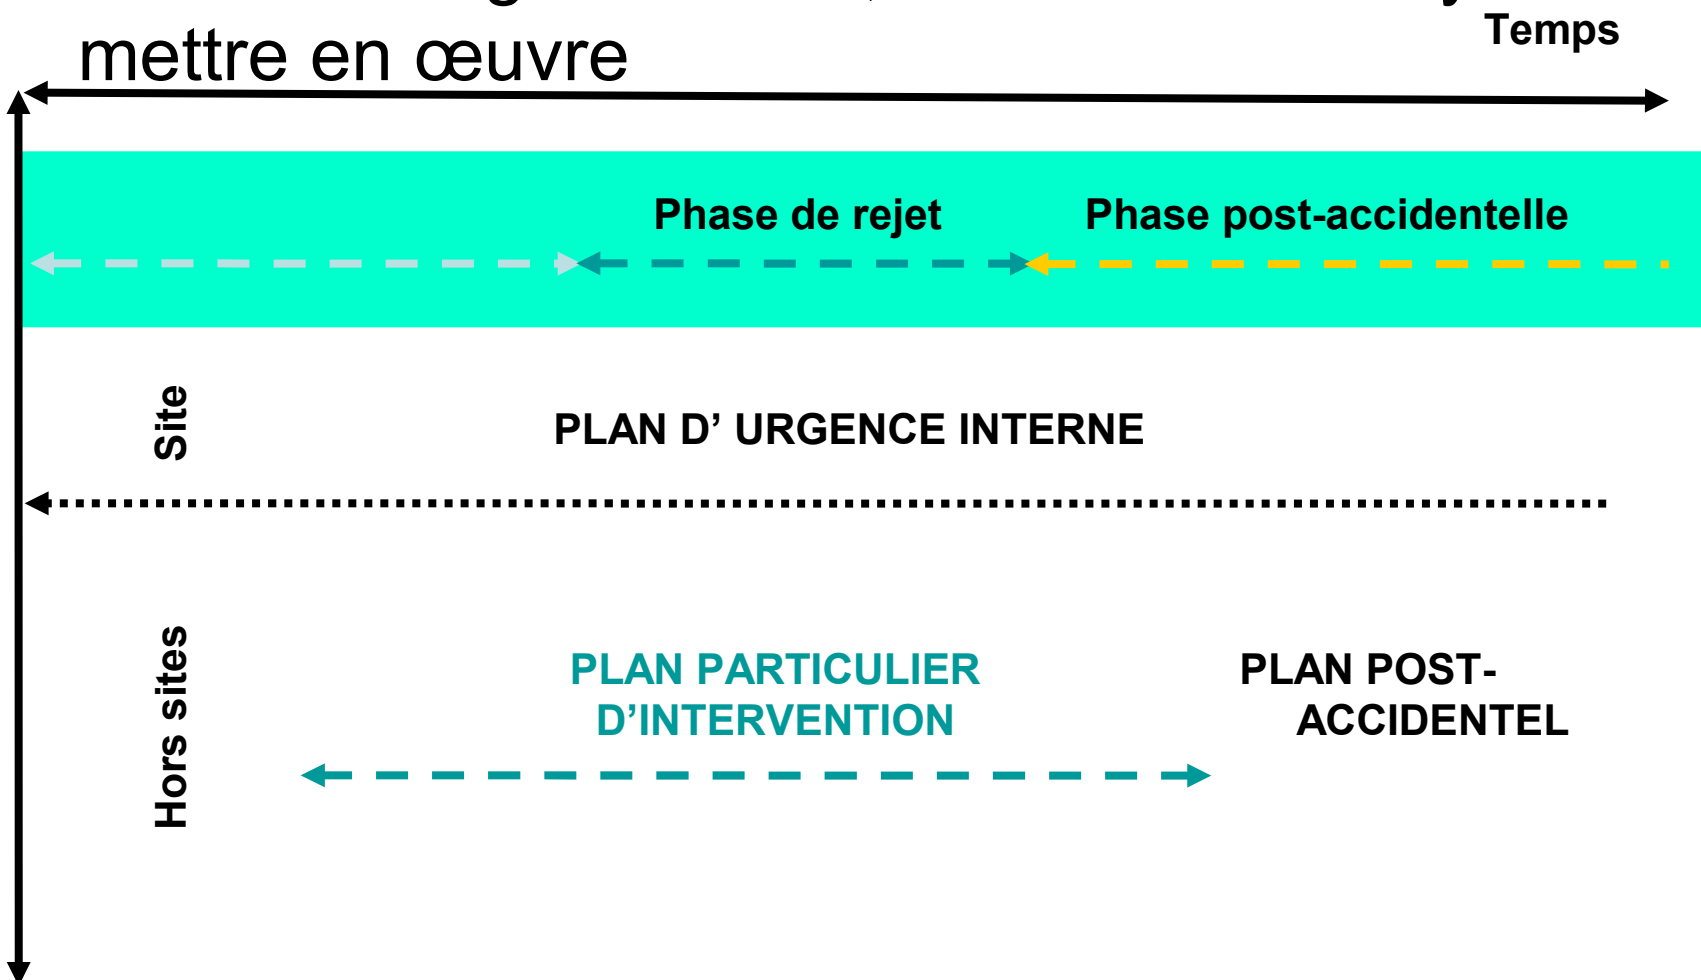 mettre en œuvre
Temps
Phase de rejet
Phase post-accidentelle
Site
PLAN D’ URGENCE INTERNE
Hors sites
PLAN PARTICULIER
D’INTERVENTION
PLAN POST-
ACCIDENTEL